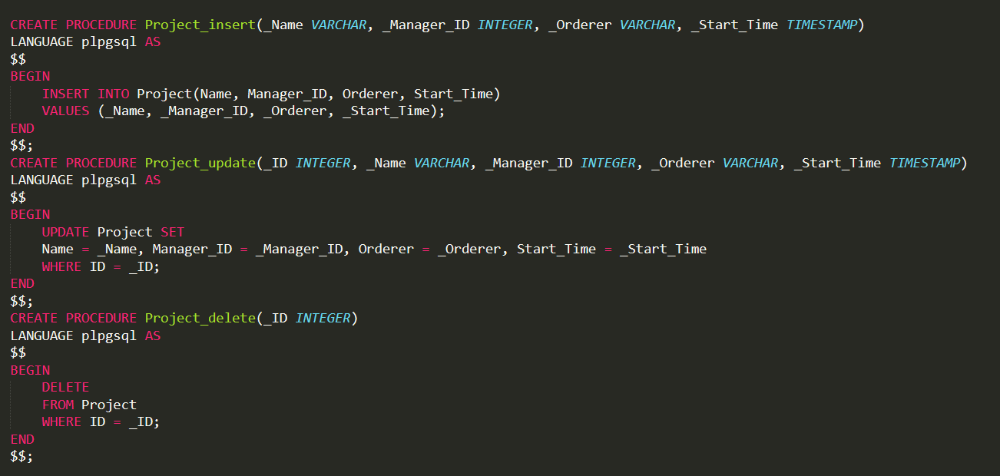 CREATE PROCEDURE Project_insert(_Name VARCHAR, _Manager_ID INTEGER, _Orderer VARCHAR, _Start_Time TIMESTAMP)
LANGUAGE plpgsql AS
$$
BEGIN
    INSERT INTO Project(Name, Manager_ID, Orderer, Start_Time)
    VALUES (_Name, _Manager_ID, _Orderer, _Start_Time);
END
$$;
CREATE PROCEDURE Project_update(_ID INTEGER, _Name VARCHAR, _Manager_ID INTEGER, _Orderer VARCHAR, _Start_Time TIMESTAMP)
LANGUAGE plpgsql AS
$$
BEGIN
    UPDATE Project SET
    Name = _Name, Manager_ID = _Manager_ID, Orderer = _Orderer, Start_Time = _Start_Time
    WHERE ID = _ID;
END
$$;
CREATE PROCEDURE Project_delete(_ID INTEGER)
LANGUAGE plpgsql AS
$$
BEGIN
    DELETE
    FROM Project
    WHERE ID = _ID;
END
$$;